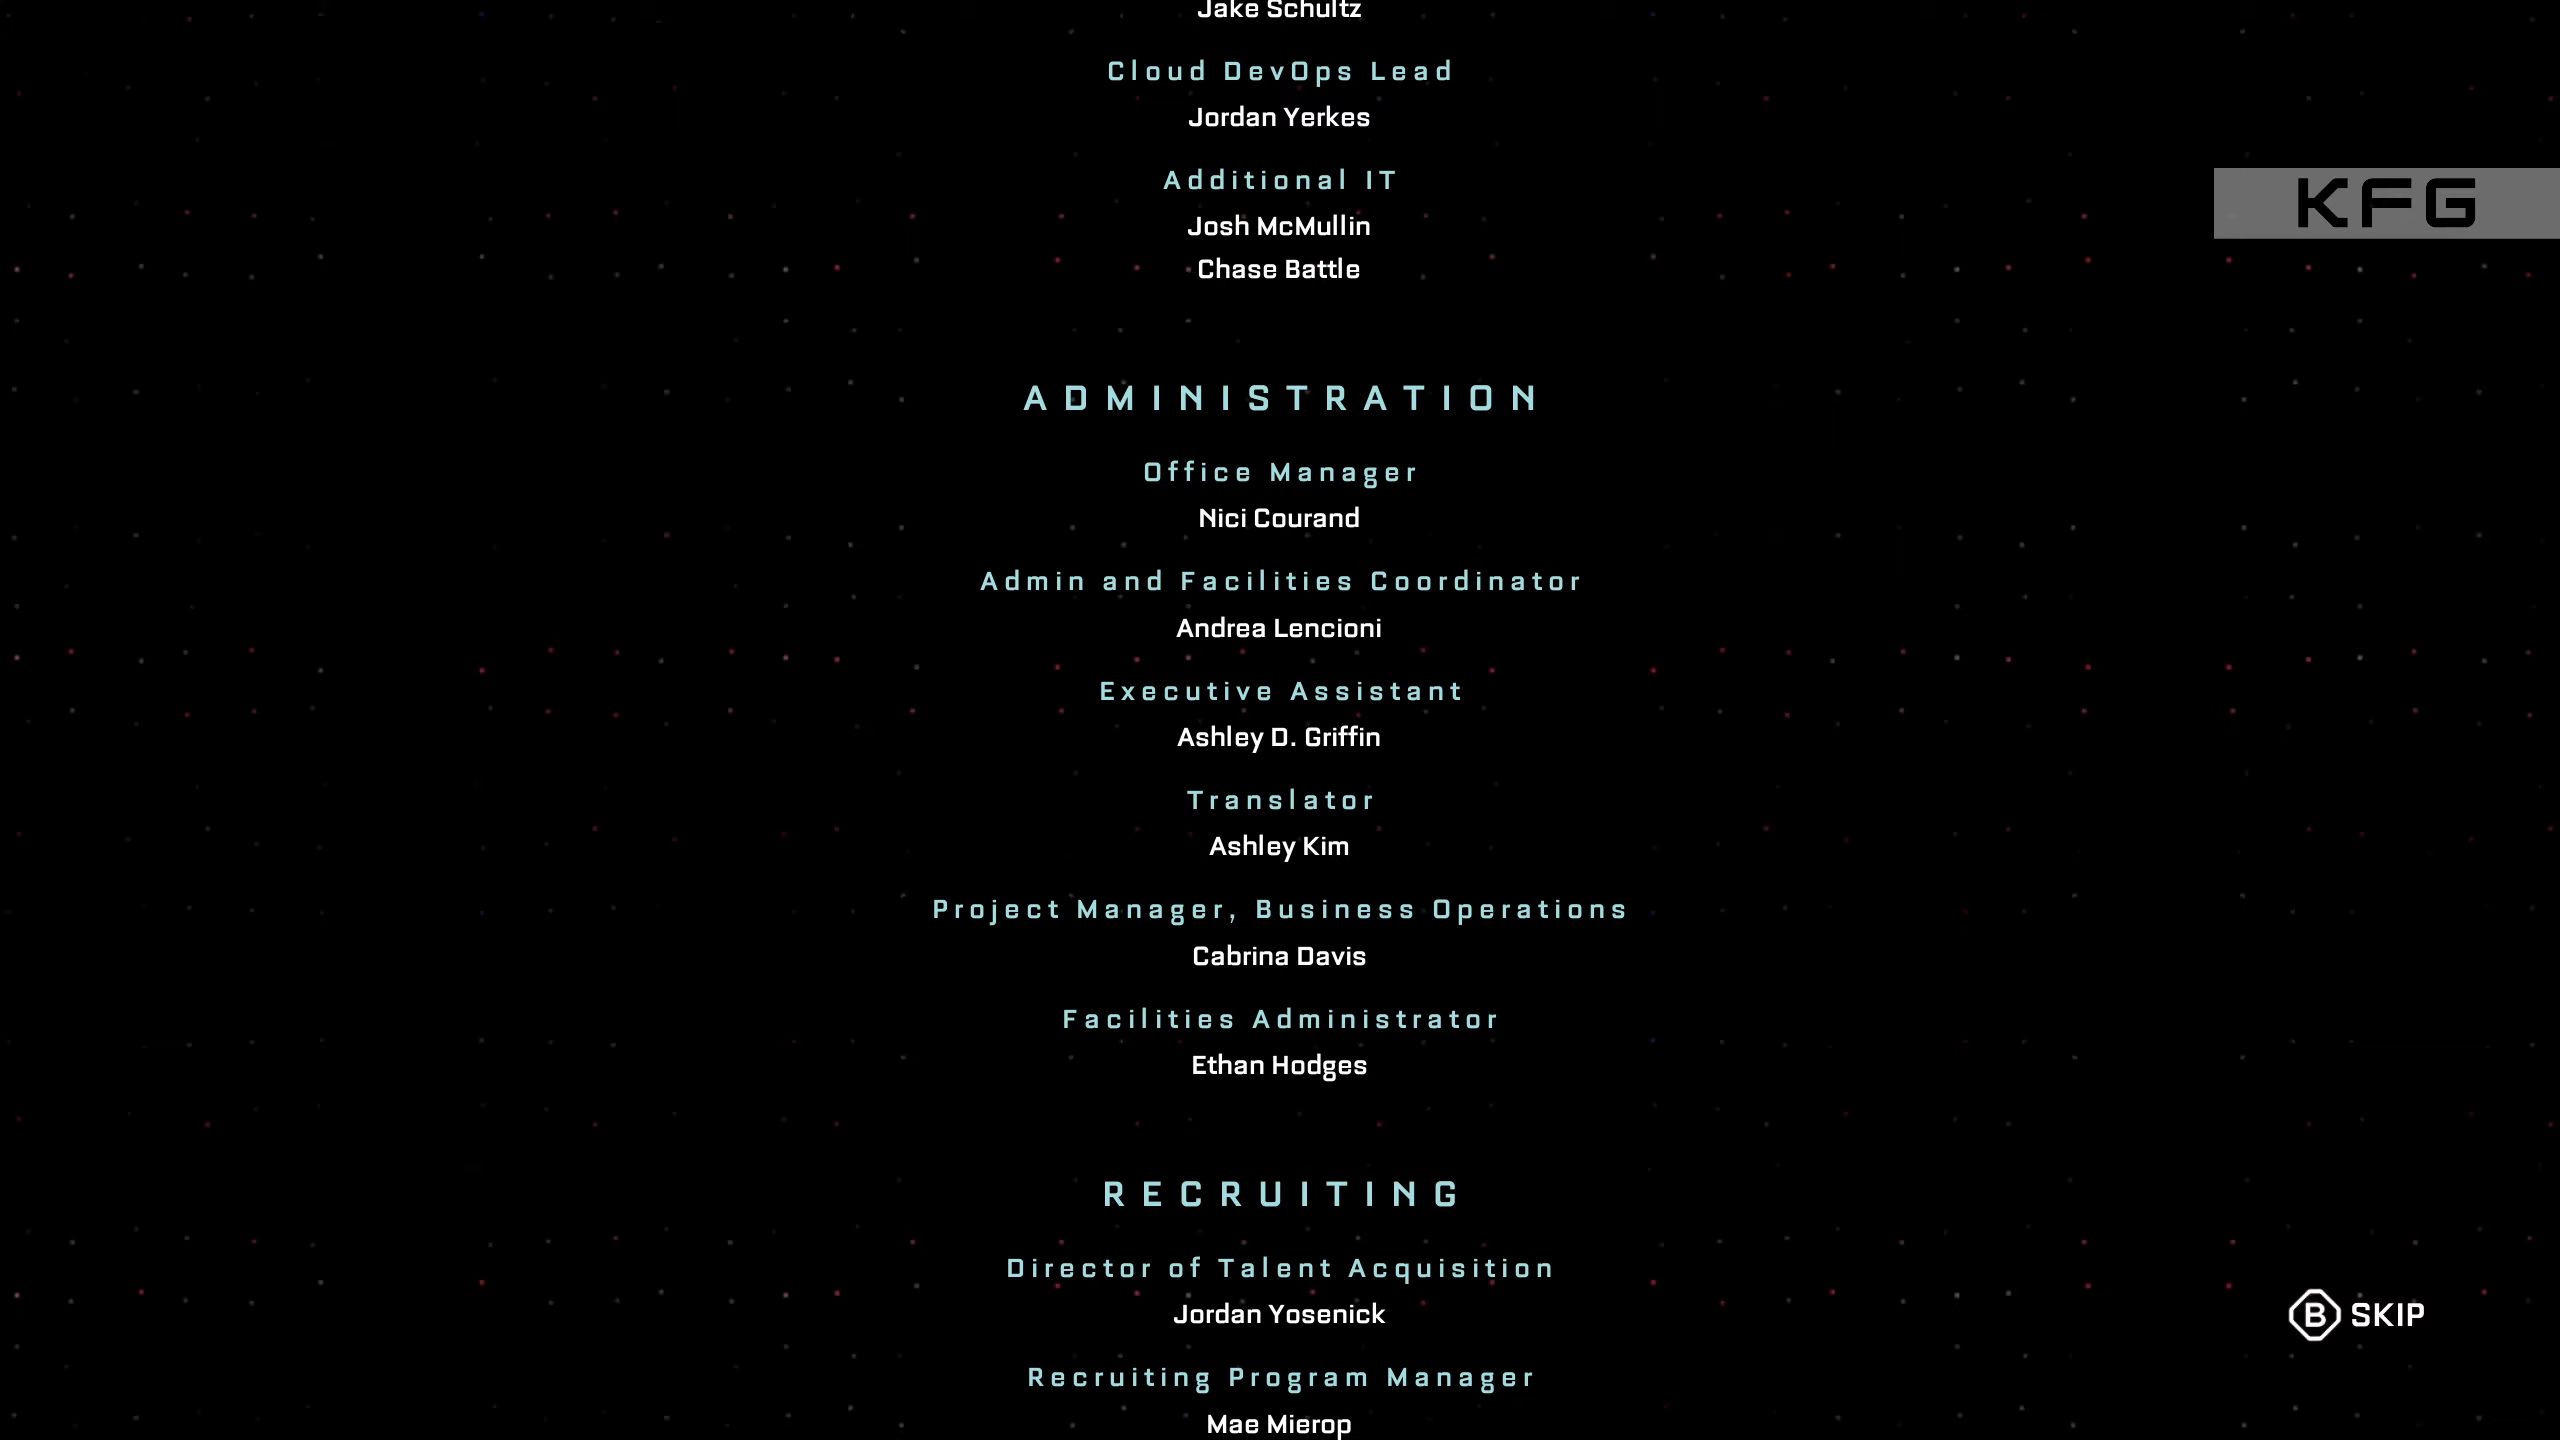 Jake Schultz
Cloud DevOps Lead
Jordan Yerkes
Additional IT
Josh McMullin
Chase Battle
KFG
ADMINISTRATION
Office Manager
Nici Courand
Admin and Facilities Coordinator
Andrea Lencioni
Executive Assistant
Ashley D. Griffin
Translator
Ashley Kim
Project Manager, Business Operations
Cabrina Davis
Facilities Administrator
Ethan Hodges
RECRUITING
Director of Talent Acquisition
Jordan Yosenick
B SKIP
Recruiting Program Manager
Mae Mierop